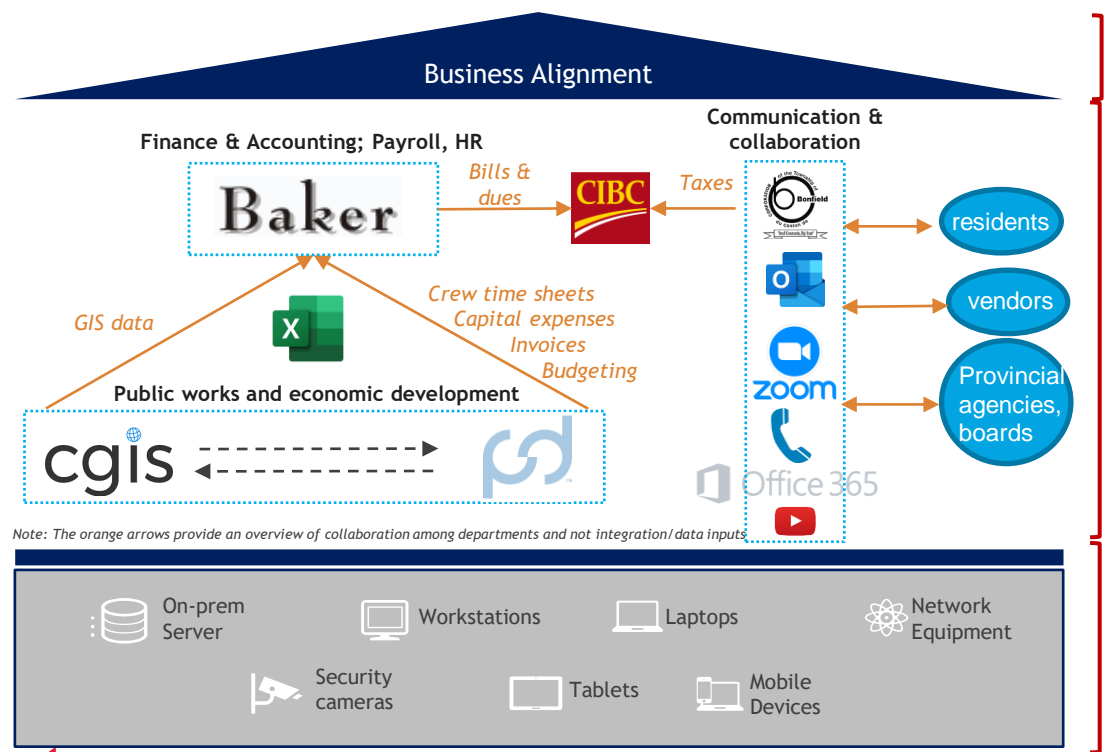 Business Alignment
Communication &
collaboration
Finance & Accounting; Payroll, HR
Baker
Bills &
dues
CIBC
Taxes
Bonfield
residents
O
vendors
GIS data
X
Crew time sheets
Capital expenses
Invoices
Budgeting
zoom
Provincial
agencies,
boards
Public works and economic development
cgis
pd
Office 365
Note: The orange arrows provide an overview of collaboration among departments and not integration/data inputs
On-prem
Server
Workstations
Laptops
Network
Equipment
Security
cameras
Tablets
Mobile
Devices